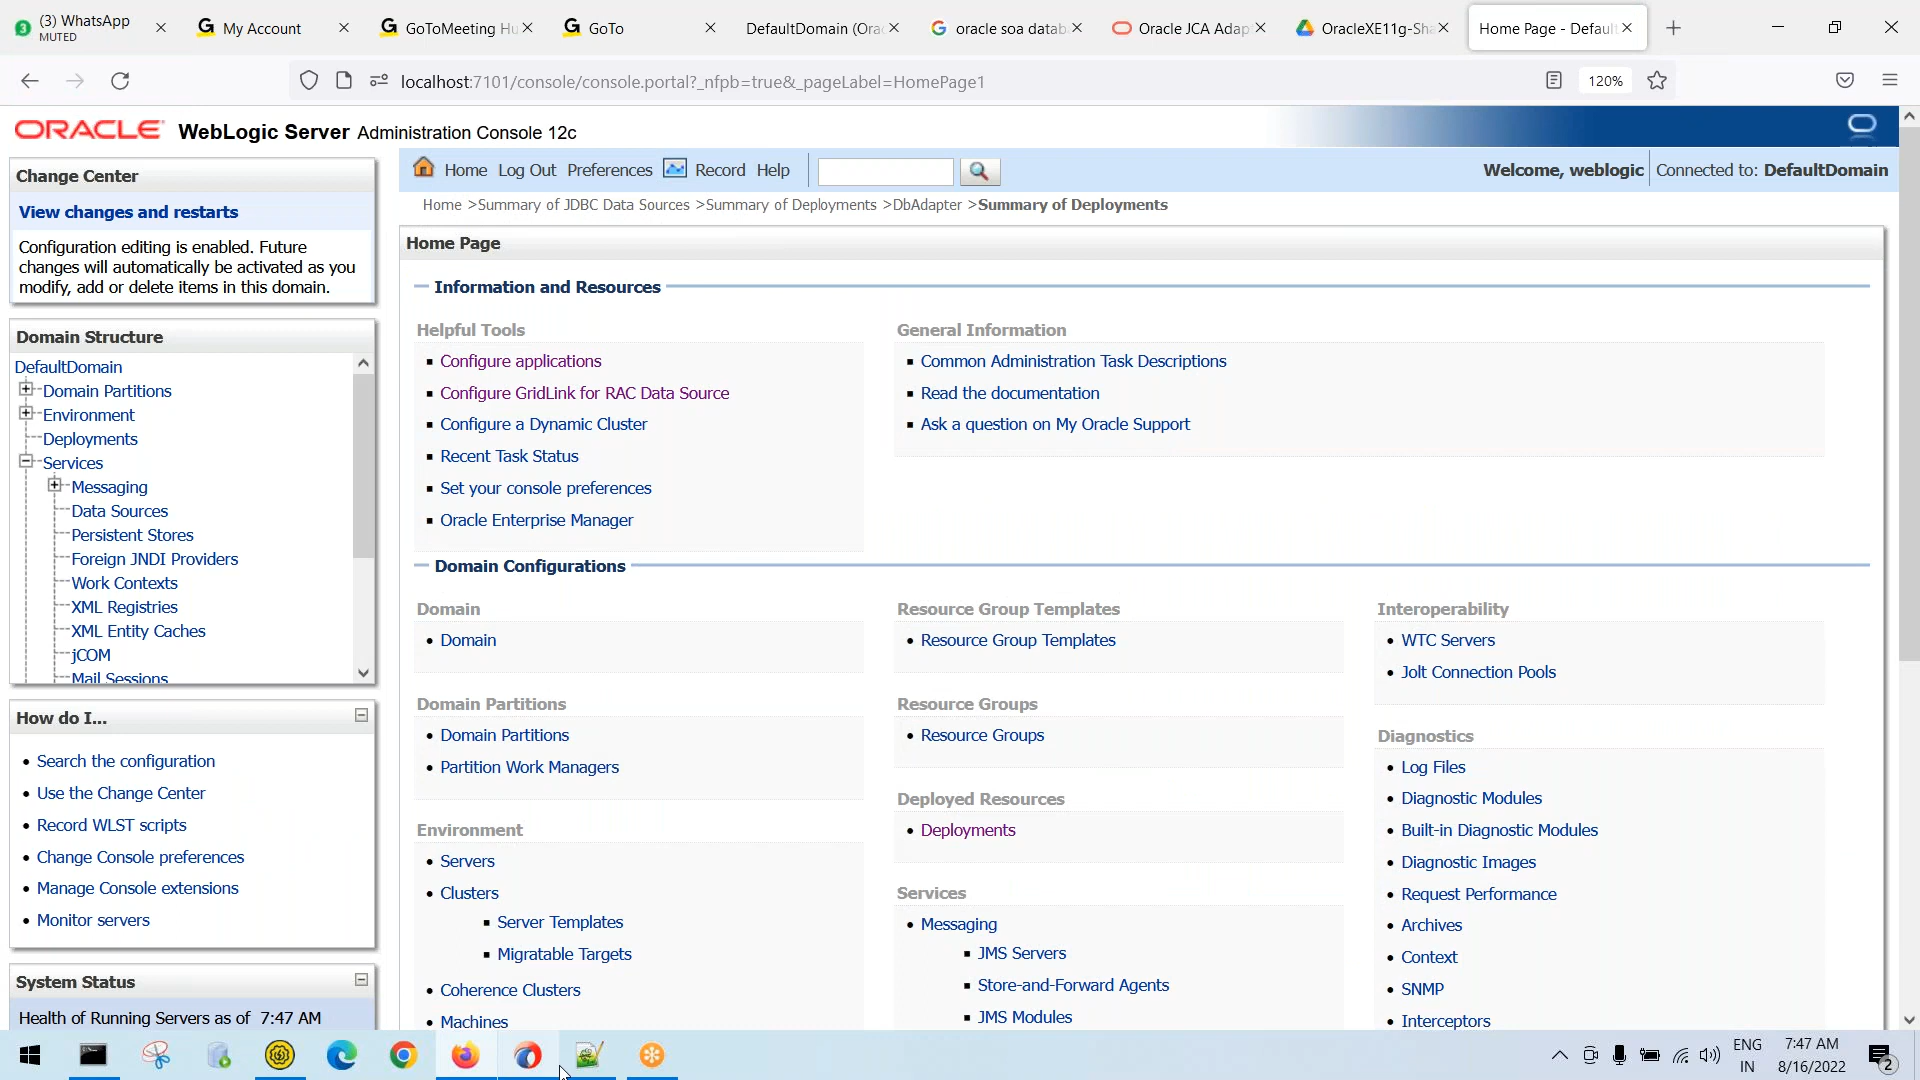 (3) WhatsApp
MUTED
My Account
GoToMeeting Hu
GoTo
DefaultDomain (Ora
oracle soa datab
Oracle JCA Adap
OracleXE11g-Sha
Home Page - Default
localhost:7101/console/console.portal?_nfpb=true&_pageLabel=HomePage1
120%
ORACLE WebLogic Server Administration Console 12c
Change Center
View changes and restarts
Configuration editing is enabled. Future
changes will automatically be activated as you
modify, add or delete items in this domain.
Domain Structure
DefaultDomain
Domain Partitions
Environment
Deployments
Services
Messaging
Data Sources
Persistent Stores
Foreign JNDI Providers
Work Contexts
XML Registries
XML Entity Caches
jCOM
Mail Sessions
How do I...
Search the configuration
Use the Change Center
Record WLST scripts
Change Console preferences
Manage Console extensions
Monitor servers
System Status
Health of Running Servers as of 7:47 AM
Home Log Out Preferences Record Help
Welcome, weblogic Connected to: DefaultDomain
Home >Summary of JDBC Data Sources >Summary of Deployments >DbAdapter >Summary of Deployments
Home Page
Information and Resources
Helpful Tools
Configure applications
Configure GridLink for RAC Data Source
Configure a Dynamic Cluster
Recent Task Status
Set your console preferences
Oracle Enterprise Manager
General Information
Common Administration Task Descriptions
Read the documentation
Ask a question on My Oracle Support
Domain Configurations
Domain
Domain
Domain Partitions
Domain Partitions
Partition Work Managers
Environment
Servers
Clusters
Server Templates
Migratable Targets
Coherence Clusters
Machines
Resource Group Templates
Resource Group Templates
Resource Groups
Resource Groups
Deployed Resources
Deployments
Services
Messaging
JMS Servers
Store-and-Forward Agents
JMS Modules
Interoperability
WTC Servers
Jolt Connection Pools
Diagnostics
Log Files
Diagnostic Modules
Built-in Diagnostic Modules
Diagnostic Images
Request Performance
Archives
Context
SNMP
Interceptors
ENG
IN
7:47 AM
8/16/2022
2